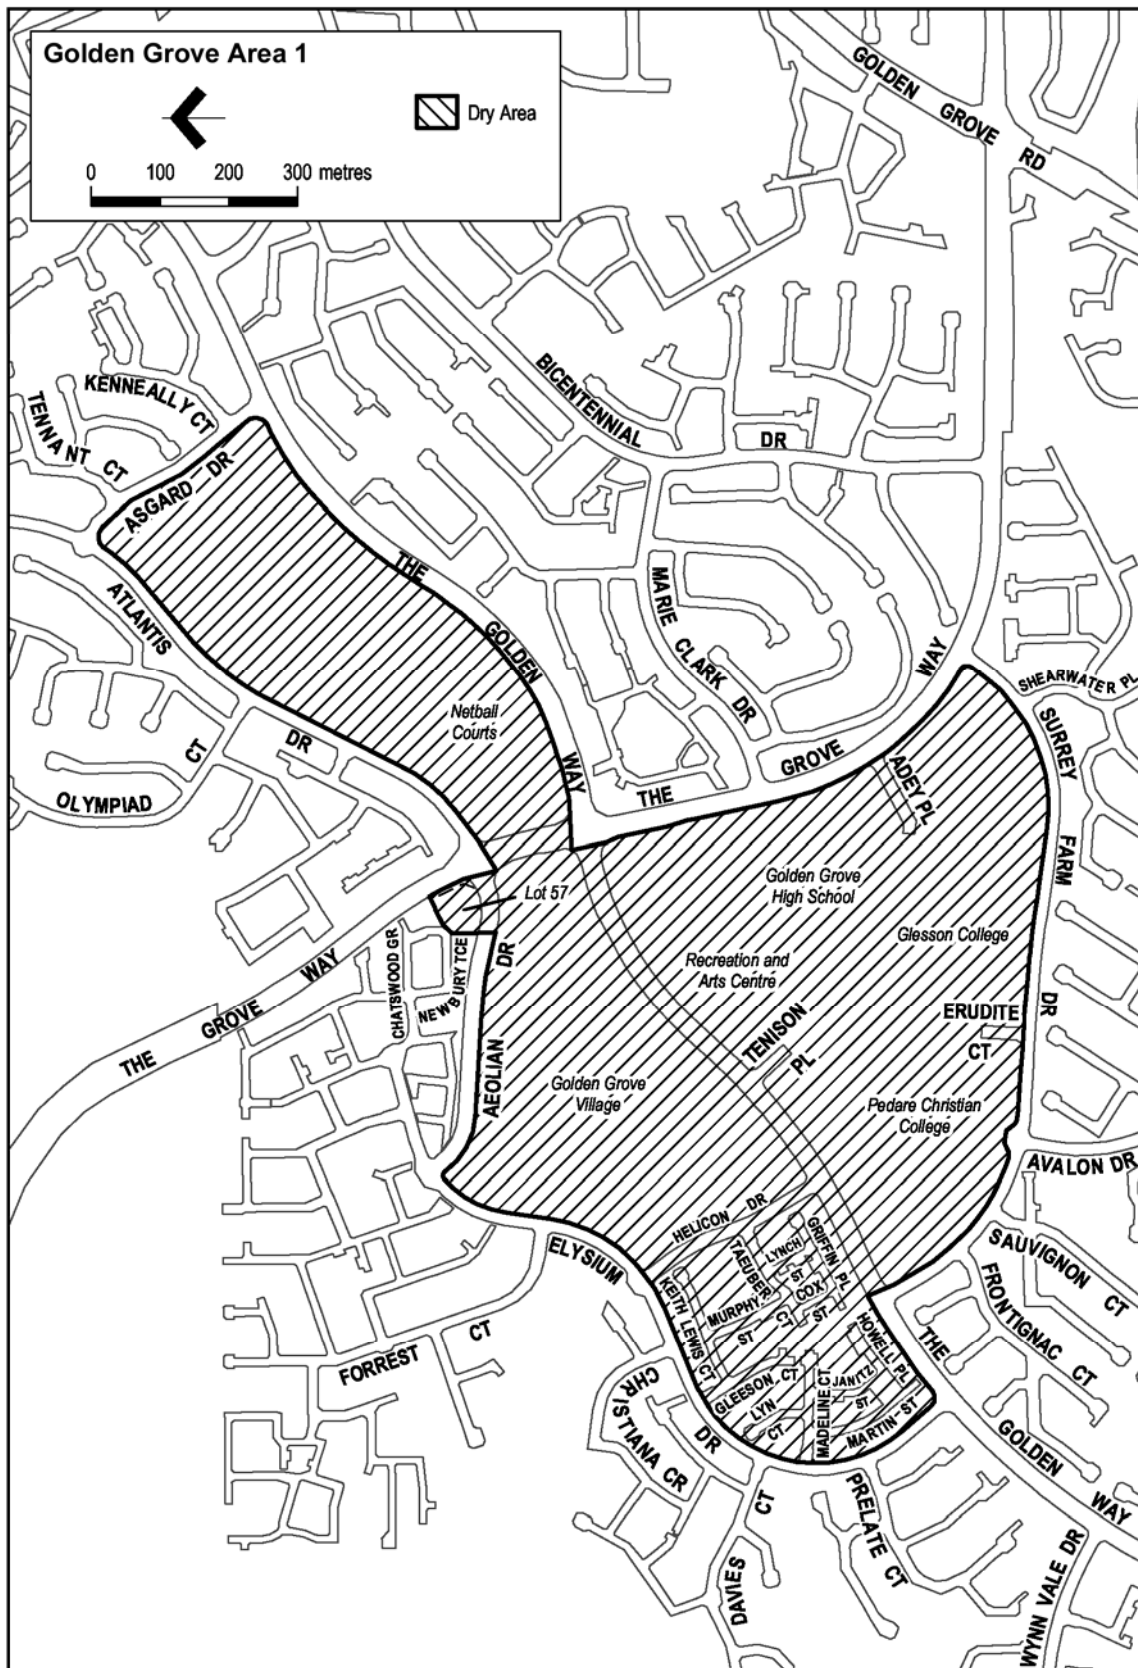 Golden Grove Area 1
Dry Area
0 100 200 300 metres
GOLDEN GROVE RD
BICENTENNIAL DR
KENNEALLY CT
TENNANT CT
ASGARD DR
ATLANTIS DR
THE GOLDEN WAY
MARIE CLARK DR
THE GROVE WAY
SHEARWATER PL
SURREY FARM DR
ADEY PL
OLYMPIAD CT
Netball
Courts
Golden Grove
High School
Lot 57
Glesson College
Recreation and
Arts Centre
THE GROVE WAY
CHATSWOOD GR
NEWBURY TCE
AEOLIAN DR
ERUDITE
CT
TENISON
PL
Golden Grove
Village
Pedare Christian
College
AVALON DR
HELICON DR
ELYSIUM DR
TAEUBER CT
LYNCH ST
GRIFFIN PL
COX ST
MURPHY ST
KEITH LEWIS CT
SAUVIGNON CT
FRONTIGNAC CT
FORREST CT
HOWELL PL
THE GOLDEN WAY
GLEESON CT
JANITZ ST
LYN CT
MADELINE CT
MARTIN ST
CHRISTIANA CR
PRELATE CT
DAVIES CT
WYNN VALE DR